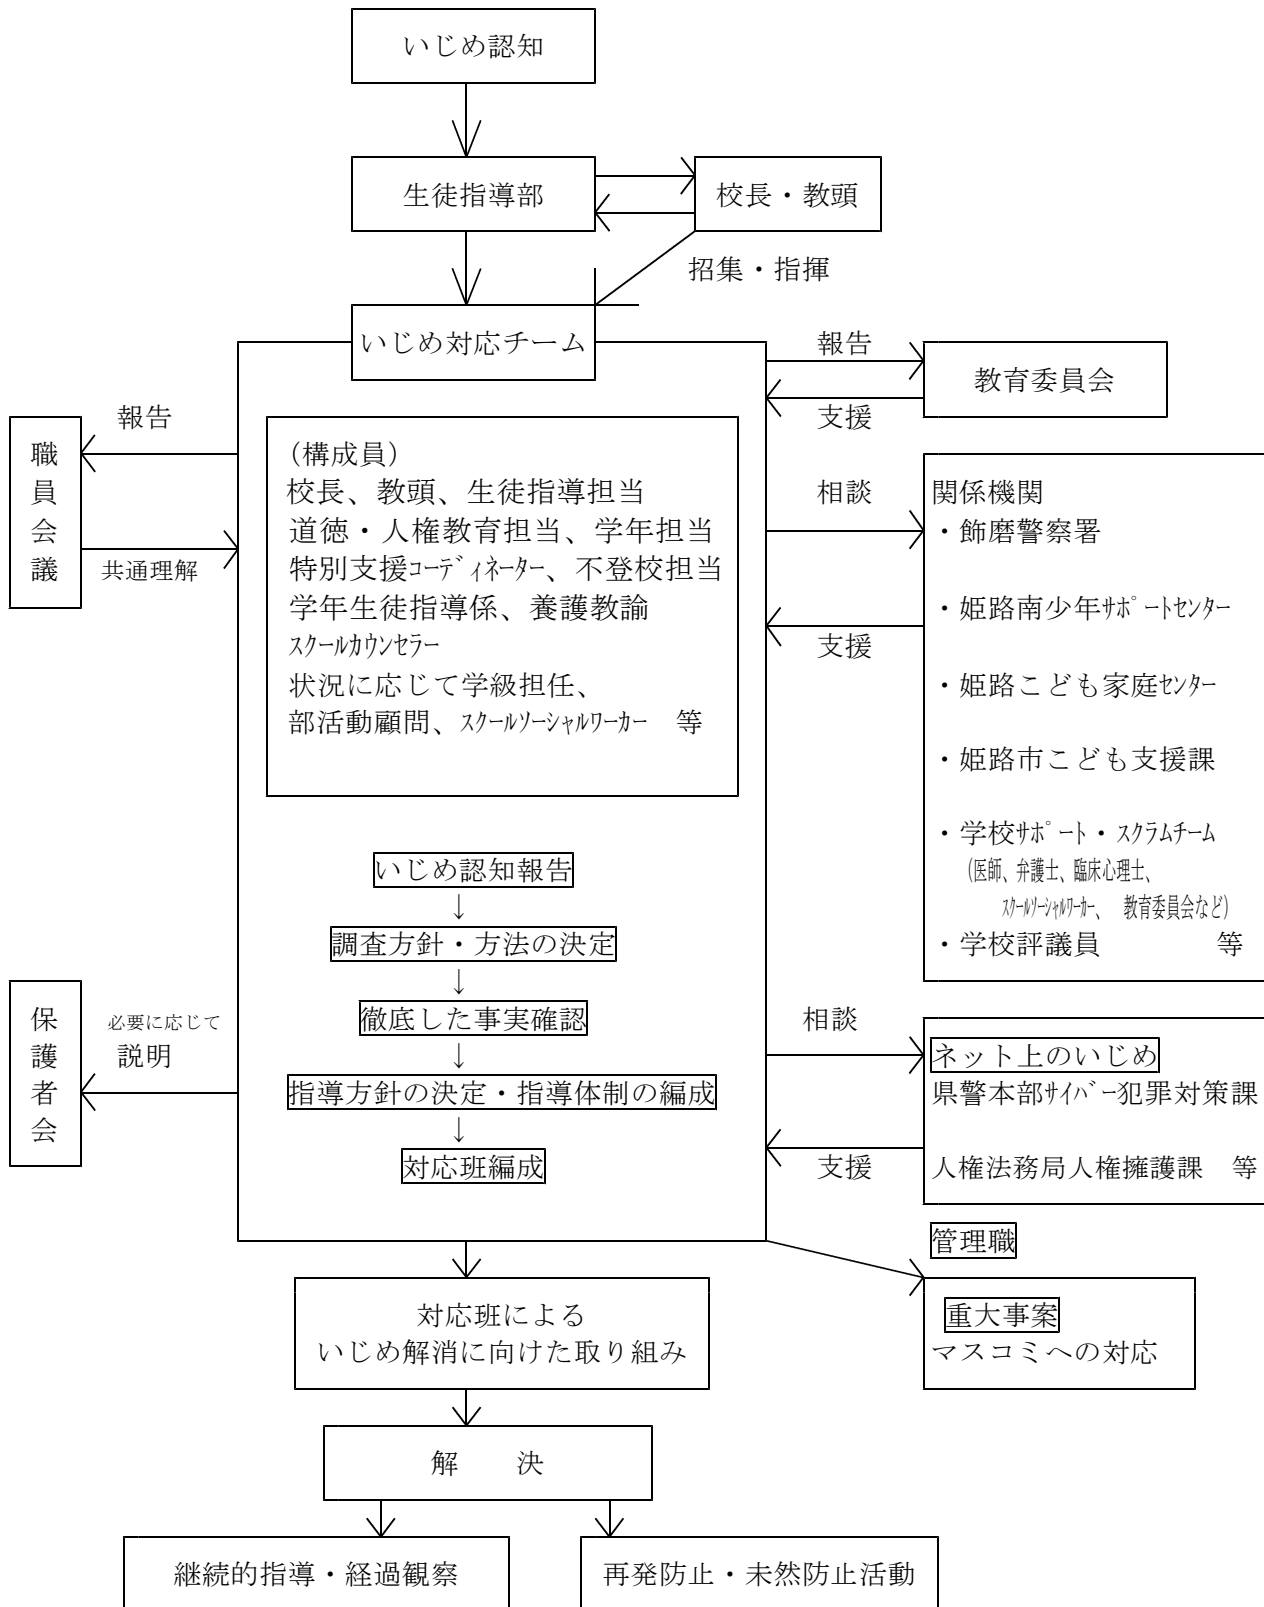 いじめ認知
生徒指導部
校長・教頭
招集・指揮
いじめ対応チーム
報告
教育委員会
支援
報告
職員会議
共通理解
(構成員)
校長、教頭、生徒指導担当
道徳・人権教育担当、学年担当
特別支援ｺｰﾃﾞｨﾈｰﾀｰ、不登校担当
学年生徒指導係、養護教諭
ｽｸｰﾙｶｳﾝｾﾗｰ
状況に応じて学級担任、
部活動顧問、ｽｸｰﾙｿｰｼｬﾙﾜｰｶｰ　等
相談
支援
関係機関
・飾磨警察署
・姫路南少年ｻﾎﾟｰﾄｾﾝﾀｰ
・姫路こども家庭ｾﾝﾀｰ
・姫路市こども支援課
・学校ｻﾎﾟｰﾄ・ｽｸﾗﾑﾁｰﾑ
(医師、弁護士、臨床心理士、
ｽｸｰﾙｿｰｼｬﾙﾜｰｶｰ、　教育委員会など)
・学校評議員　　　　等
いじめ認知報告
↓
調査方針・方法の決定
↓
徹底した事実確認
↓
指導方針の決定・指導体制の編成
↓
対応班編成
保護者会
必要に応じて
説明
相談
支援
ネット上のいじめ
県警本部ｻｲﾊﾞｰ犯罪対策課
人権法務局人権擁護課　等
管理職
重大事案
マスコミへの対応
対応班による
いじめ解消に向けた取り組み
解　　決
継続的指導・経過観察
再発防止・未然防止活動